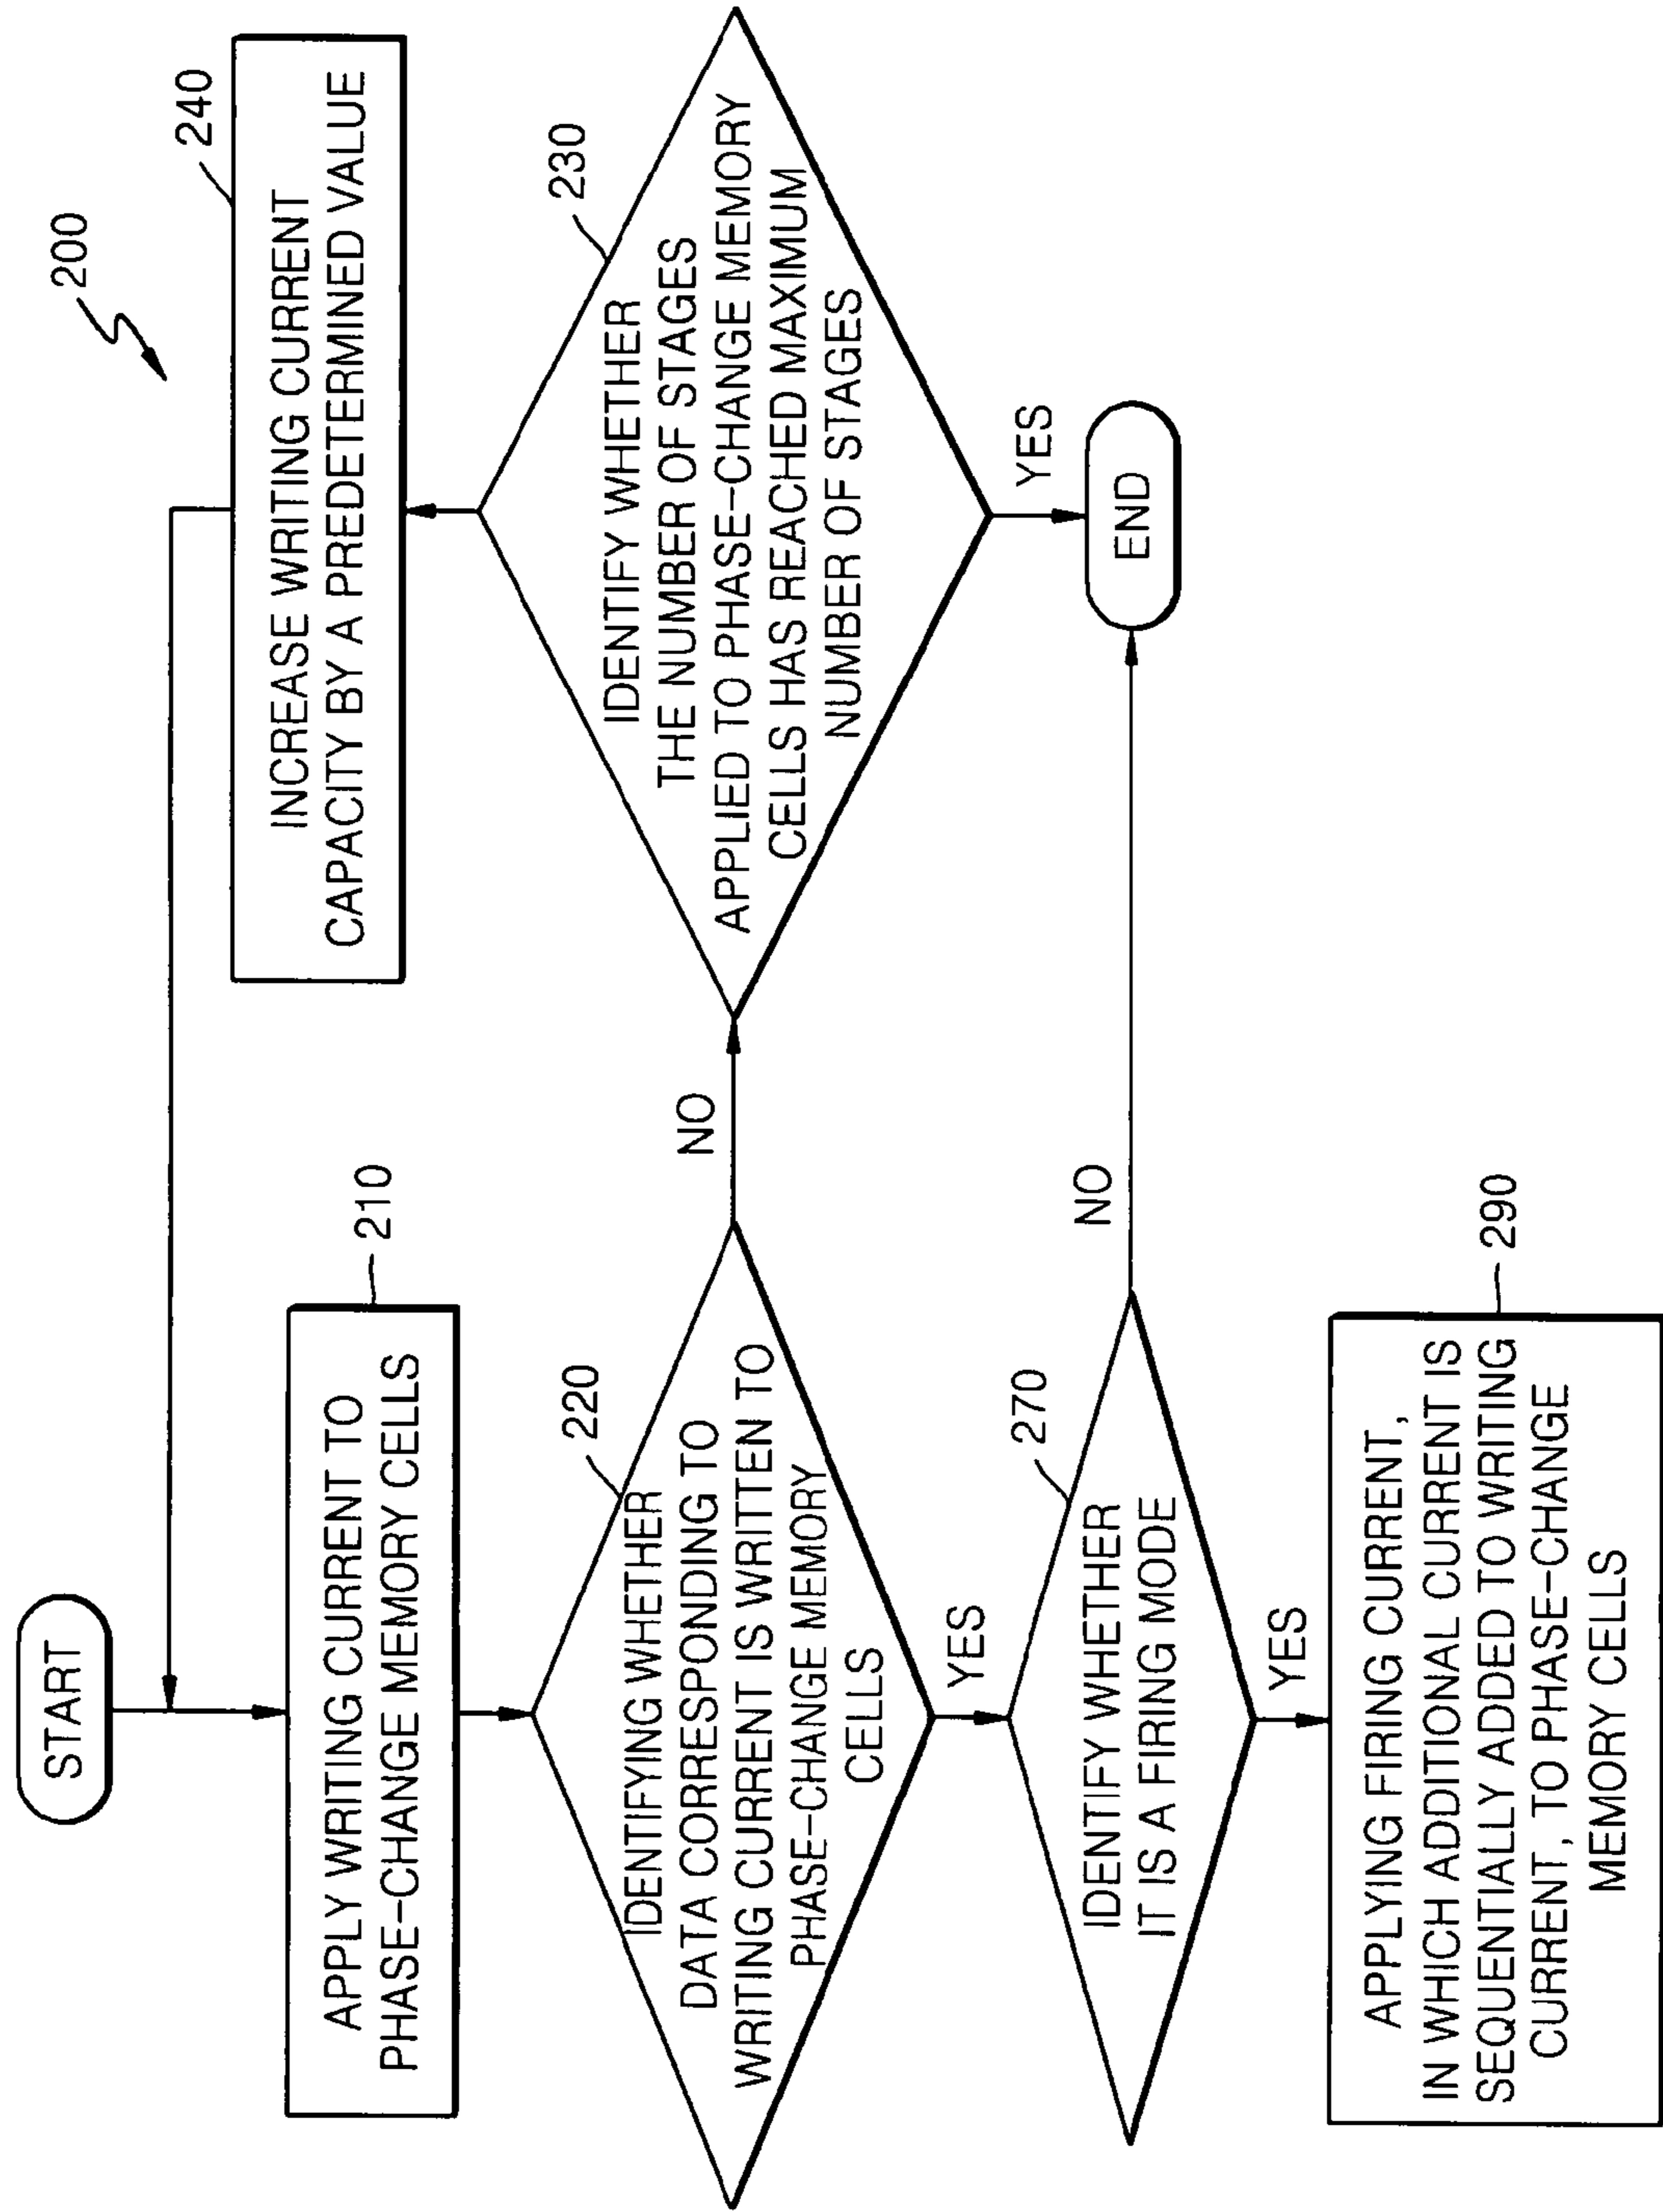 200
START
APPLY WRITING CURRENT TO
PHASE-CHANGE MEMORY CELLS
210
IDENTIFYING WHETHER
DATA CORRESPONDING TO
WRITING CURRENT IS WRITTEN TO
PHASE-CHANGE MEMORY
CELLS
220
NO
YES
INCREASE WRITING CURRENT
CAPACITY BY A PREDETERMINED VALUE
240
IDENTIFY WHETHER
THE NUMBER OF STAGES
APPLIED TO PHASE-CHANGE MEMORY
CELLS HAS REACHED MAXIMUM
NUMBER OF STAGES
230
YES
END
IDENTIFY WHETHER
IT IS A FIRING MODE
270
NO
YES
APPLYING FIRING CURRENT,
IN WHICH ADDITIONAL CURRENT IS
SEQUENTIALLY ADDED TO WRITING
CURRENT, TO PHASE-CHANGE
MEMORY CELLS
290